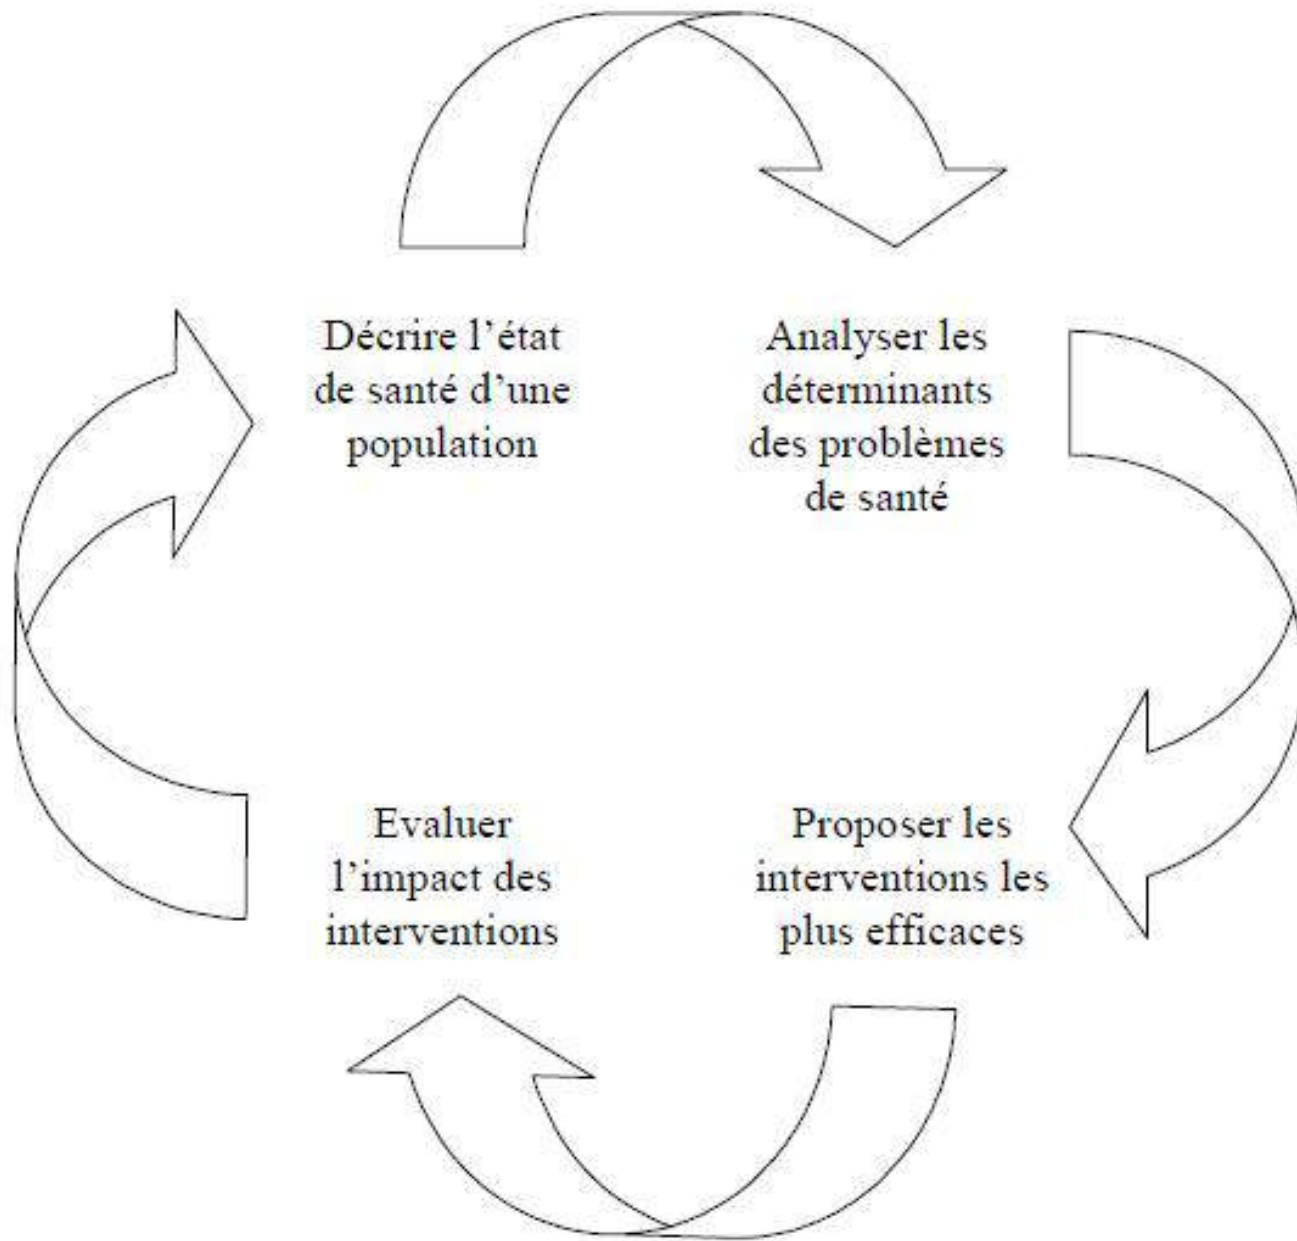 Décrire l’état
de santé d’une
population
Analyser les
déterminants
des problèmes
de santé
Evaluer
l’impact des
interventions
Proposer les
interventions les
plus efficaces